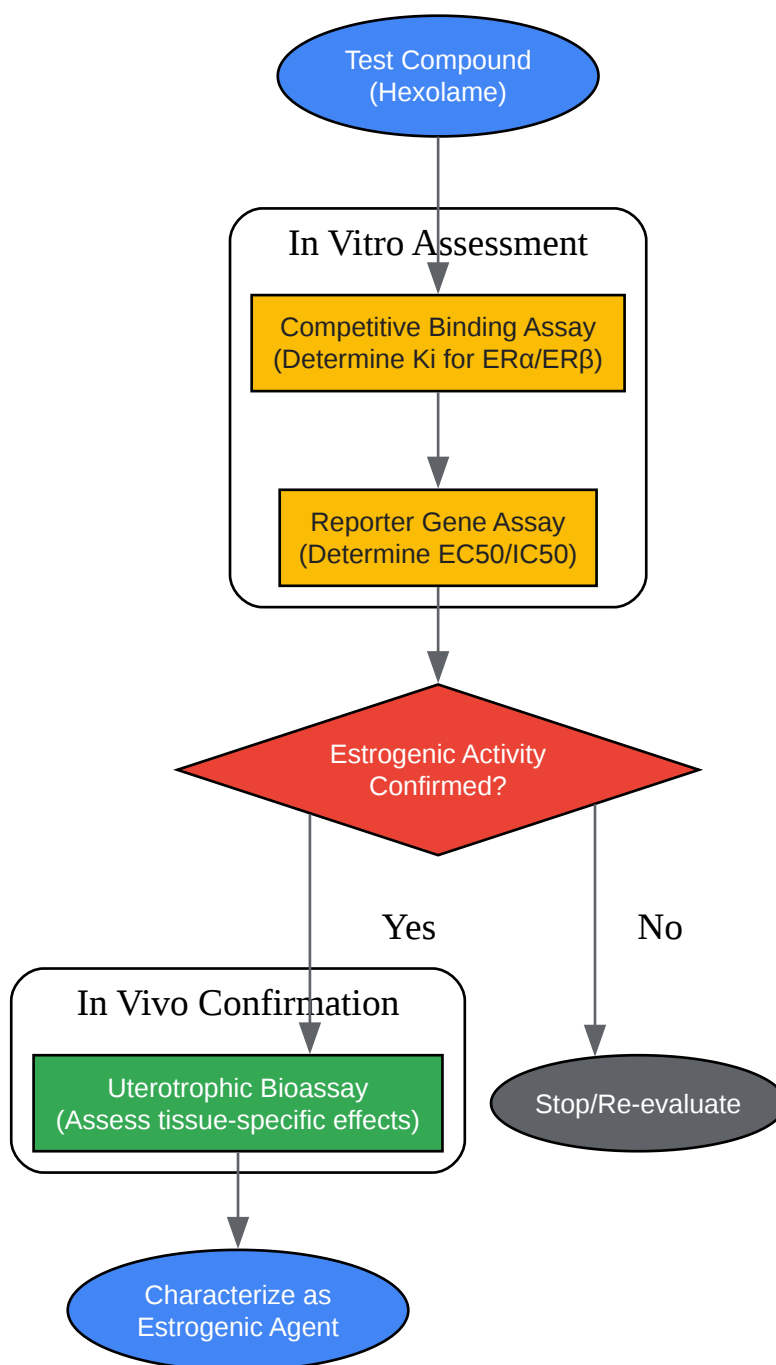 Test Compound
(Hexolame)
In Vitro Assessment
Competitive Binding Assay
(Determine Ki for ERα/ERβ)
Reporter Gene Assay
(Determine EC50/IC50)
Estrogenic Activity
Confirmed?
Yes
No
In Vivo Confirmation
Uterotrophic Bioassay
(Assess tissue-specific effects)
Stop/Re-evaluate
Characterize as
Estrogenic Agent